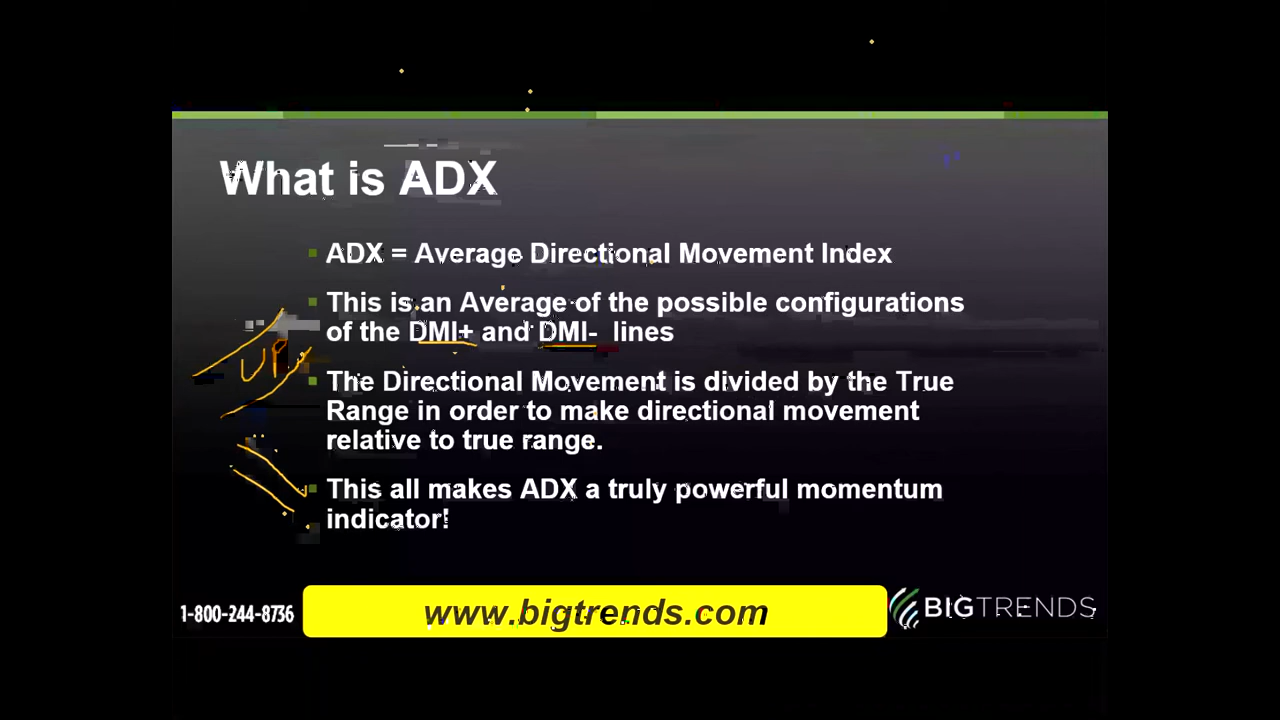 What is ADX
ADX = Average Directional Movement Index
This is an Average of the possible configurations
of the DMI+ and DMI- lines
UP
The Directional Movement is divided by the True
Range in order to make directional movement
relative to true range.
This all makes ADX a truly powerful momentum
indicator!
1-800-244-8736
www.bigtrends.com
BIGTRENDS